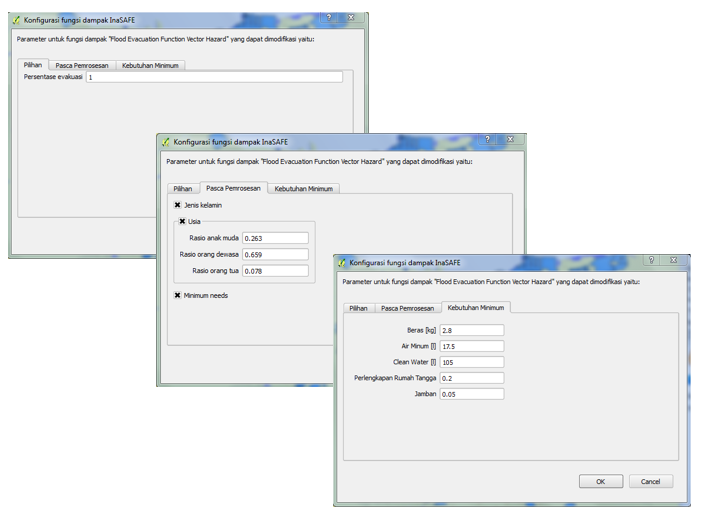 Konfigurasi fungsi dampak InaSAFE
Parameter untuk fungsi dampak "Flood Evacuation Function Vector Hazard" yang dapat dimodifikasi yaitu:
Pilihan Pasca Pemrosesan Kebutuhan Minimum
Persentase evakuasi 1
Konfigurasi fungsi dampak InaSAFE
Parameter untuk fungsi dampak "Flood Evacuation Function Vector Hazard" yang dapat dimodifikasi yaitu:
Pilihan Pasca Pemrosesan Kebutuhan Minimum
Jenis kelamin
Usia
Rasio anak muda 0.263
Rasio orang dewasa 0.659
Rasio orang tua 0.078
Minimum needs
Konfigurasi fungsi dampak InaSAFE
Parameter untuk fungsi dampak "Flood Evacuation Function Vector Hazard" yang dapat dimodifikasi yaitu:
Pilihan Pasca Pemrosesan Kebutuhan Minimum
Beras [kg] 2.8
Air Minum [l] 17.5
Clean Water [l] 105
Perlengkapan Rumah Tangga 0.2
Jamban 0.05
OK Cancel